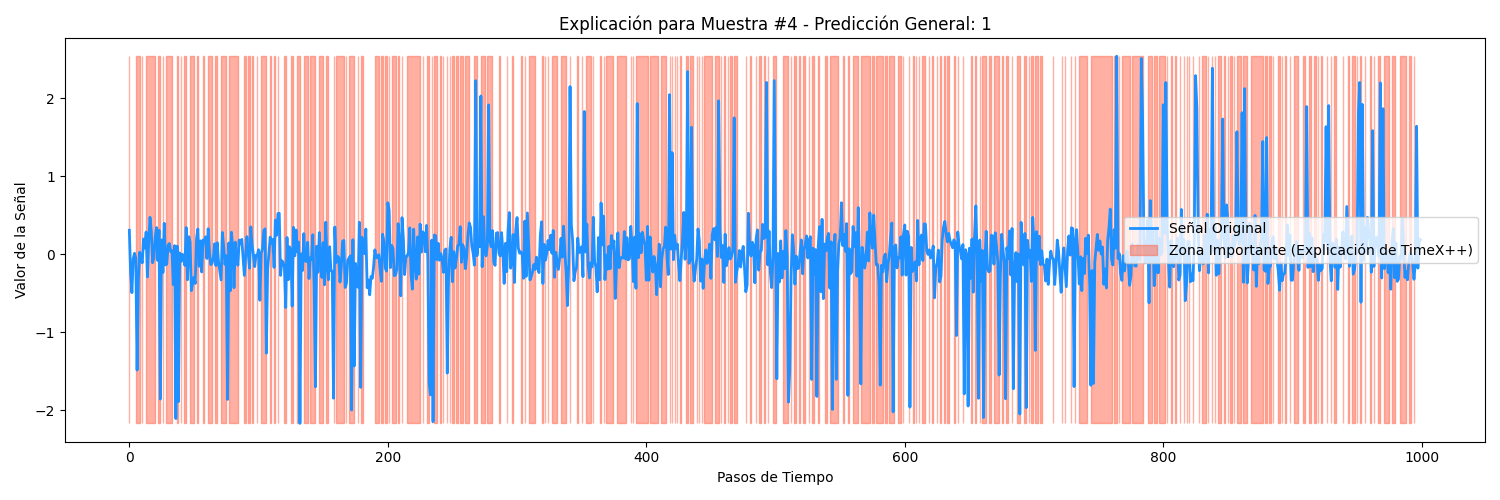 Explicación para Muestra #4 - Predicción General: 1
Valor de la Señal
2
1
0
−1
−2
Señal Original
Zona Importante (Explicación de TimeX++)
0
200
400
600
800
1000
Pasos de Tiempo